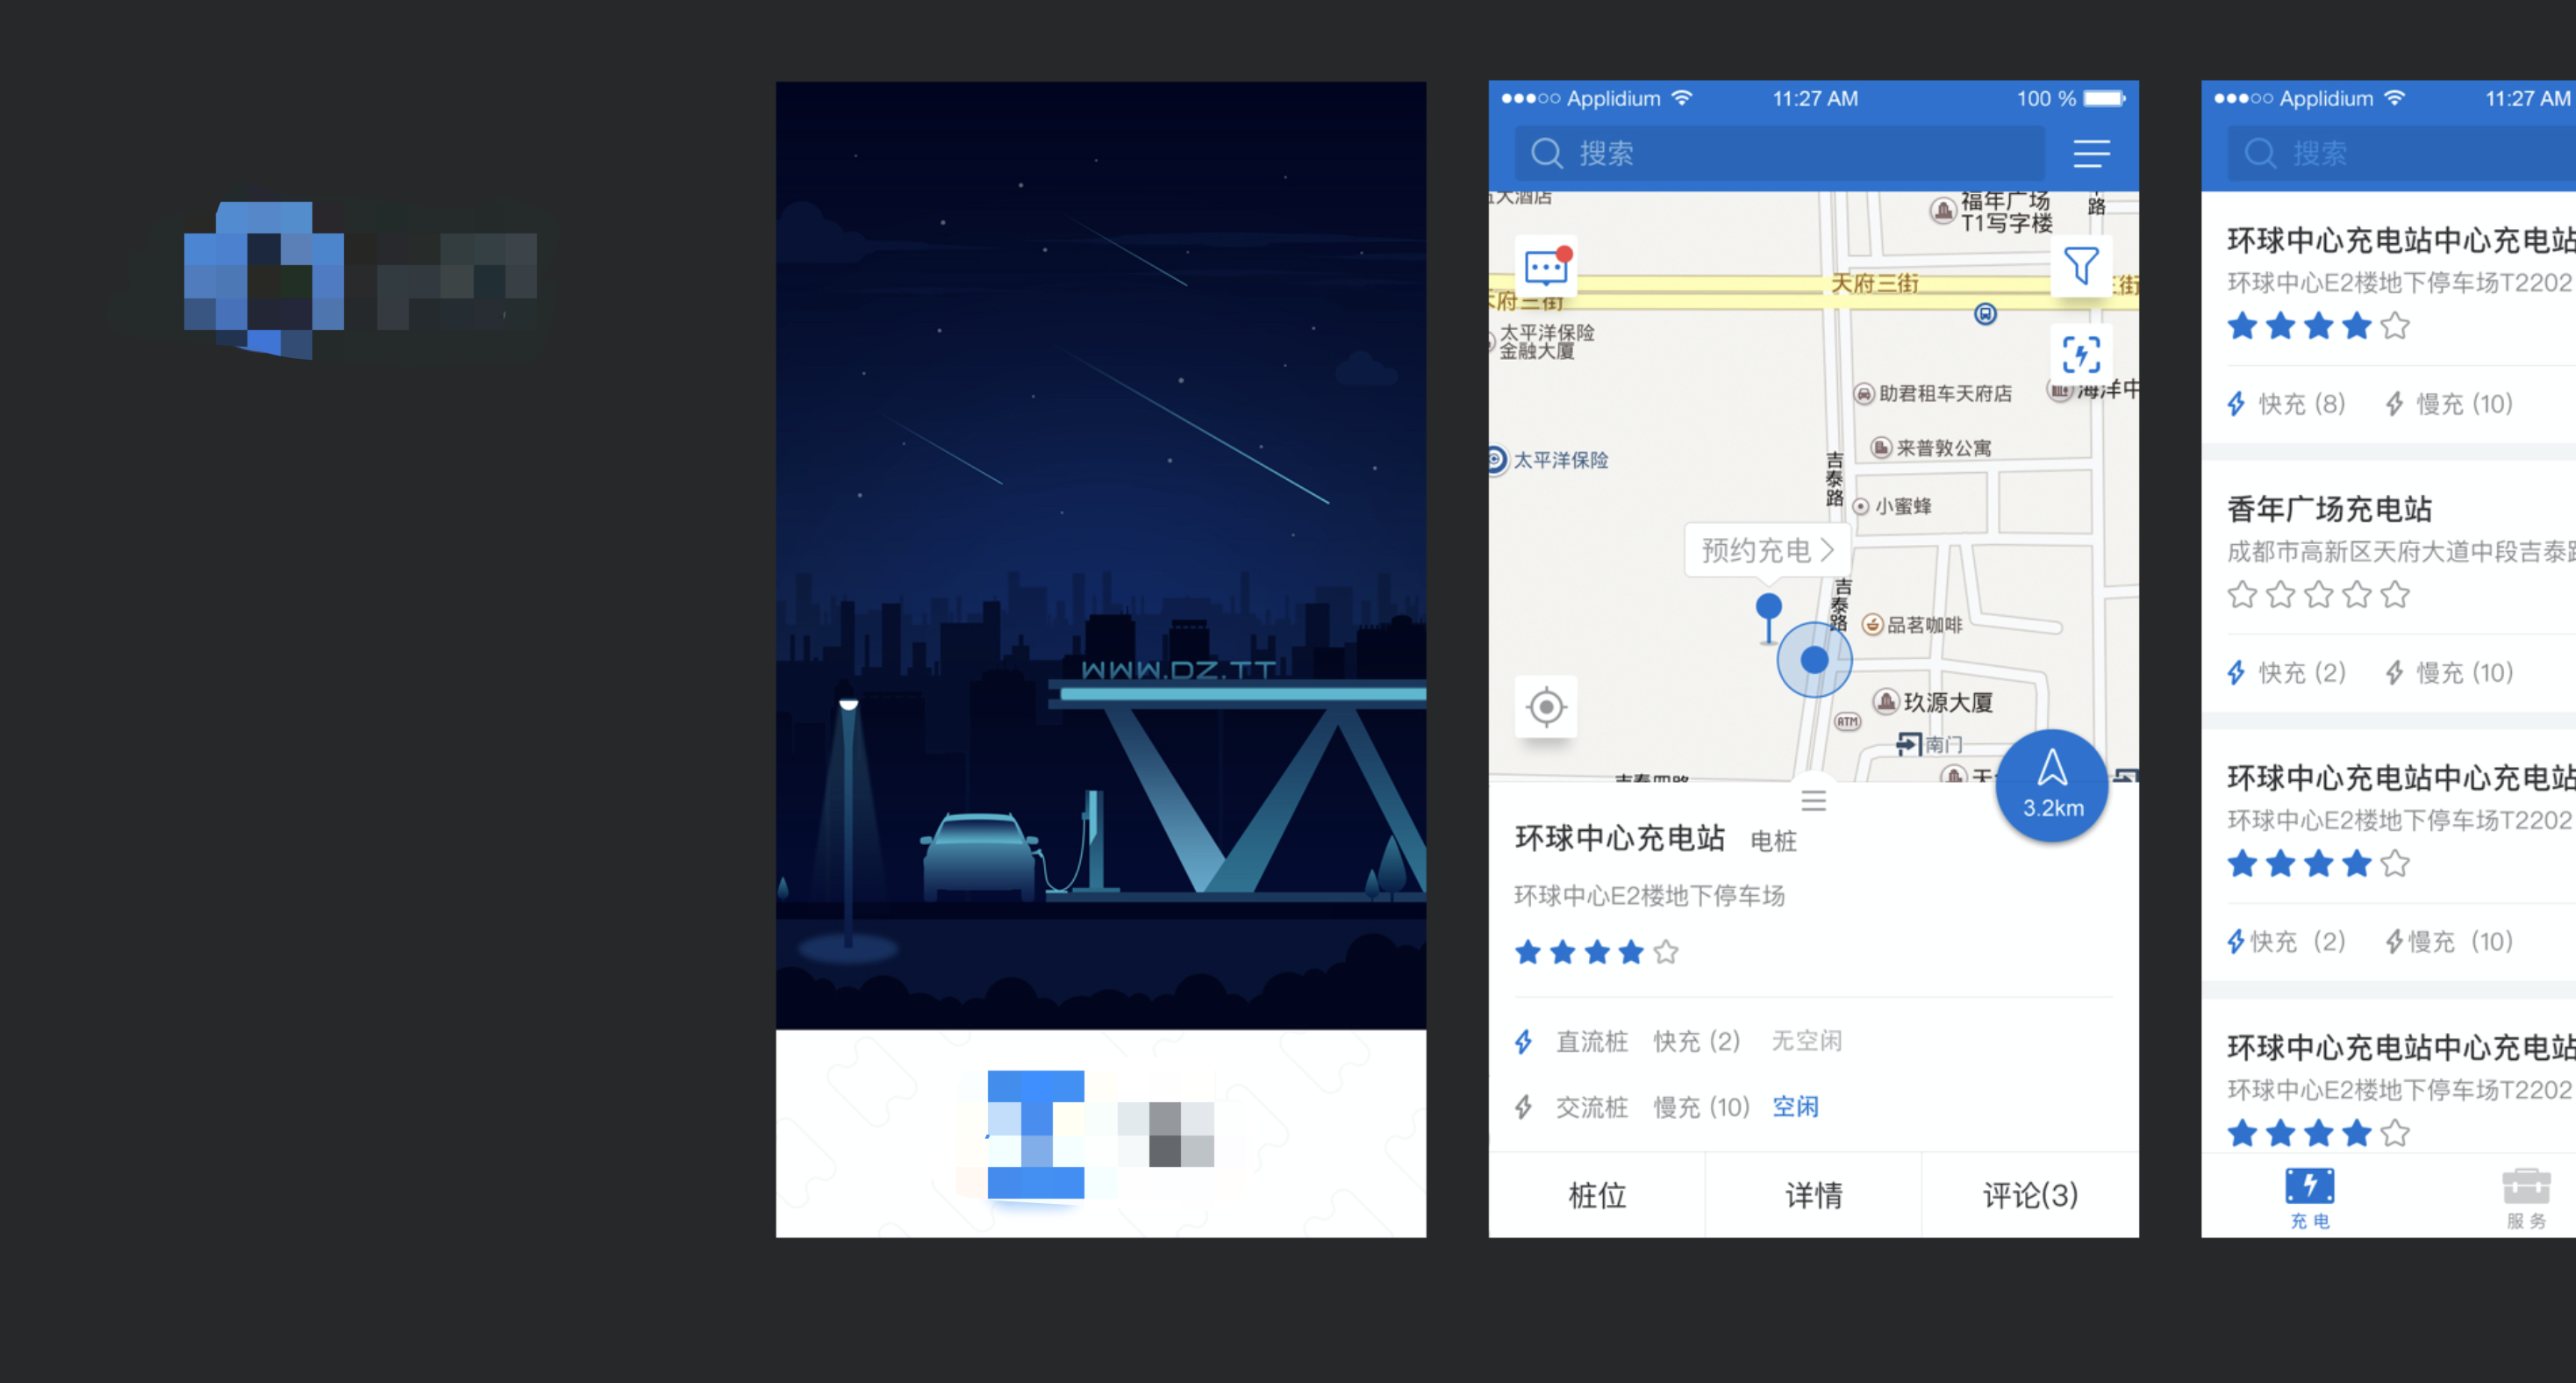 WWW.DZ.TT
Applidium 11:27 AM 100 %
搜索
福年广场
T1写字楼
路
天府三街
府三街
街
太平洋保险
金融大厦
助君租车天府店
海洋中
来普敦公寓
太平洋保险
吉泰路
小蜜蜂
预约充电
吉泰路
品茗咖啡
玖源大厦
ATM
南门
3.2km
环球中心充电站 电桩
环球中心E2楼地下停车场
直流桩 快充 (2) 无空闲
交流桩 慢充 (10) 空闲
桩位 详情 评论(3)
Applidium 11:27 AM
搜索
环球中心充电站中心充电站
环球中心E2楼地下停车场T2202
快充 (8) 慢充 (10)
香年广场充电站
成都市高新区天府大道中段吉泰路
快充 (2) 慢充 (10)
环球中心充电站中心充电站
环球中心E2楼地下停车场T2202
快充 (2) 慢充 (10)
环球中心充电站中心充电站
环球中心E2楼地下停车场T2202
充电 服务